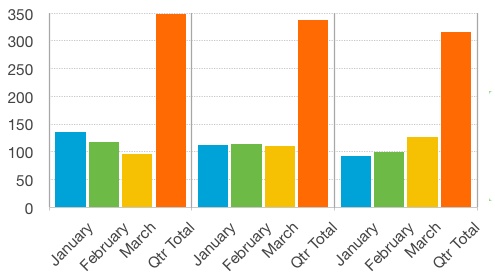 350
300
250
200
150
100
50
0
January
February
March
Qtr Total
January
February
March
Qtr Total
January
February
March
Qtr Total